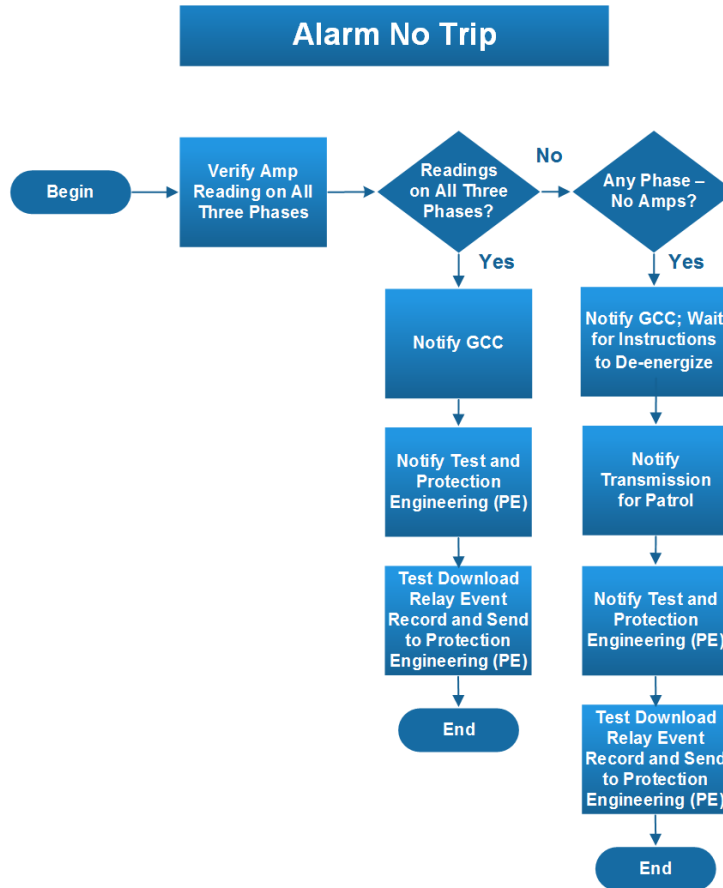 Alarm No Trip
Begin
Verify Amp
Reading on All
Three Phases
Readings
on All Three
Phases?
No
Any Phase –
No Amps?
Yes
Yes
Notify GCC
Notify GCC; Wait
for Instructions
to De-energize
Notify Test and
Protection
Engineering (PE)
Notify
Transmission
for Patrol
Test Download
Relay Event
Record and Send
to Protection
Engineering (PE)
Notify Test and
Protection
Engineering (PE)
End
Test Download
Relay Event
Record and Send
to Protection
Engineering (PE)
End